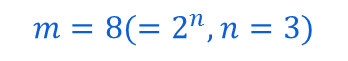 m = 8(= 2ⁿ, n = 3)